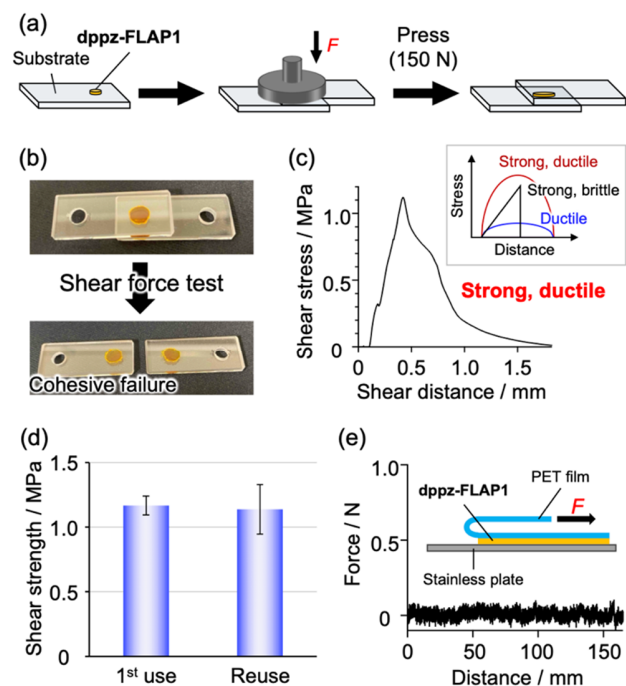 (a)
dppz-FLAP1
Substrate
F
Press
(150 N)
(b)
Shear force test
Cohesive failure
(c)
Shear stress / MPa
1.0
0.5
0
0
0.5
1.0
1.5
Shear distance / mm
Strong, ductile
Stress
Strong, ductile
Strong, brittle
Ductile
Distance
(d)
Shear strength / MPa
1.5
1.0
0.5
0
1st use
Reuse
(e)
Force / N
1.0
0.5
0
0
50
100
150
Distance / mm
dppz-FLAP1
PET film
F
Stainless plate